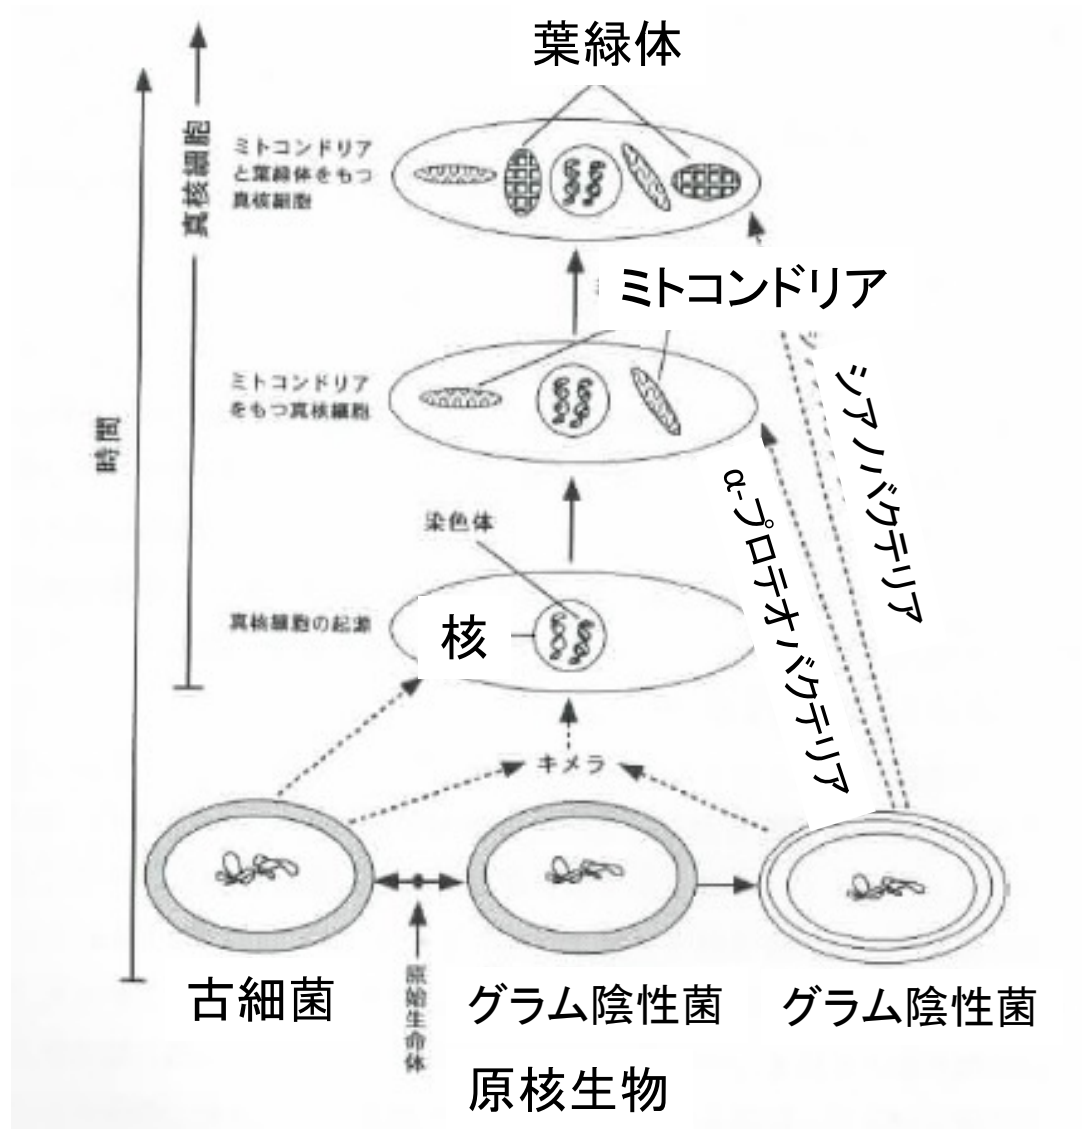 葉緑体
真核細胞
ミトコンドリア
と葉緑体をもつ
真核細胞
ミトコンドリア
ミトコンドリア
をもつ真核細胞
シアノバクテリア
時間
α-プロテオバクテリア
染色体
真核細胞の起源
核
キメラ
古細菌
原始生命体
グラム陰性菌
グラム陰性菌
原核生物